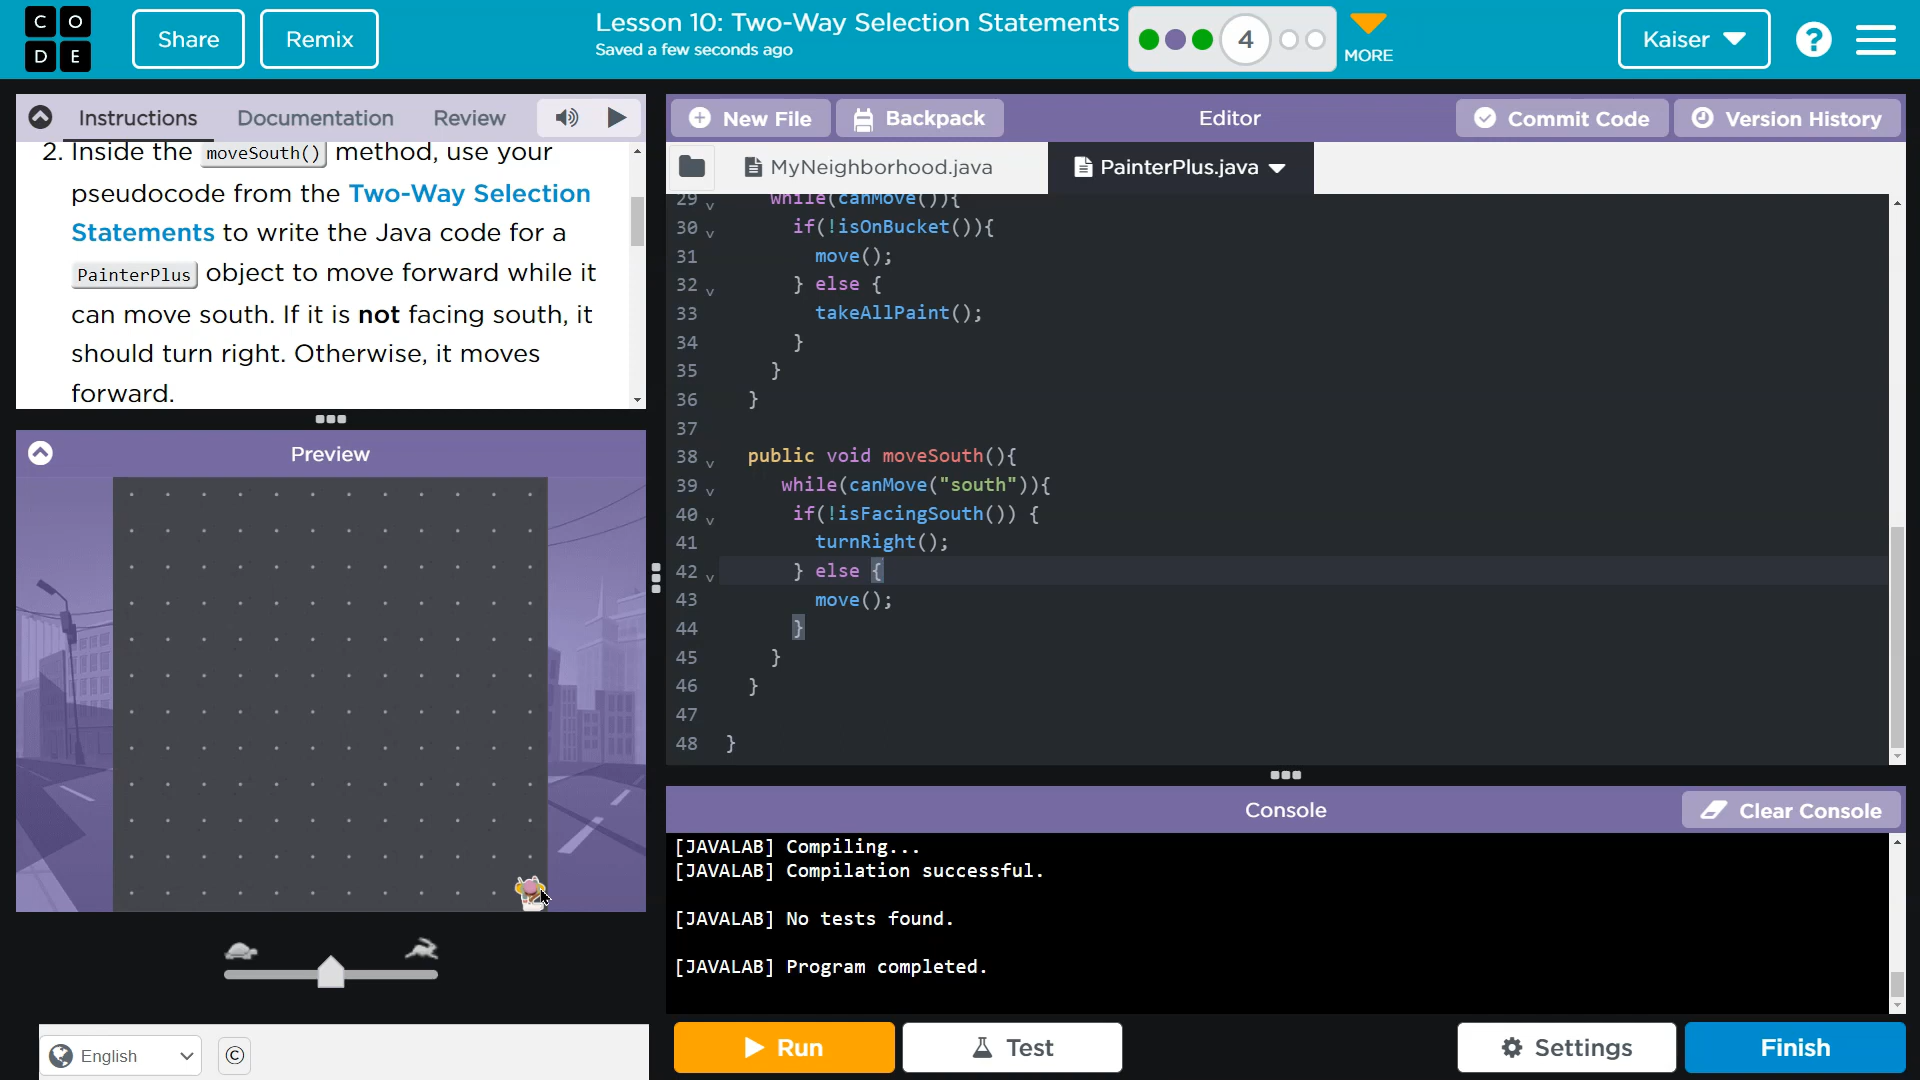 C O
D E
Share
Remix
Lesson 10: Two-Way Selection Statements
Saved a few seconds ago
4
MORE
Kaiser
?
Instructions
Documentation
Review
2. Inside the moveSouth() method, use your
pseudocode from the Two-Way Selection
Statements to write the Java code for a
PainterPlus object to move forward while it
can move south. If it is not facing south, it
should turn right. Otherwise, it moves
forward.
Preview
English
©
New File
Backpack
Editor
Commit Code
Version History
MyNeighborhood.java
PainterPlus.java
29 while(canMove()){
30 if(!isOnBucket()){
31 move();
32 } else {
33 takeAllPaint();
34 }
35 }
36 }
37
38 public void moveSouth(){
39 while(canMove("south")){
40 if(!isFacingSouth()) {
41 turnRight();
42 } else {
43 move();
44 }
45 }
46 }
47
48 }
Console
Clear Console
[JAVALAB] Compiling...
[JAVALAB] Compilation successful.
[JAVALAB] No tests found.
[JAVALAB] Program completed.
Run
Test
Settings
Finish